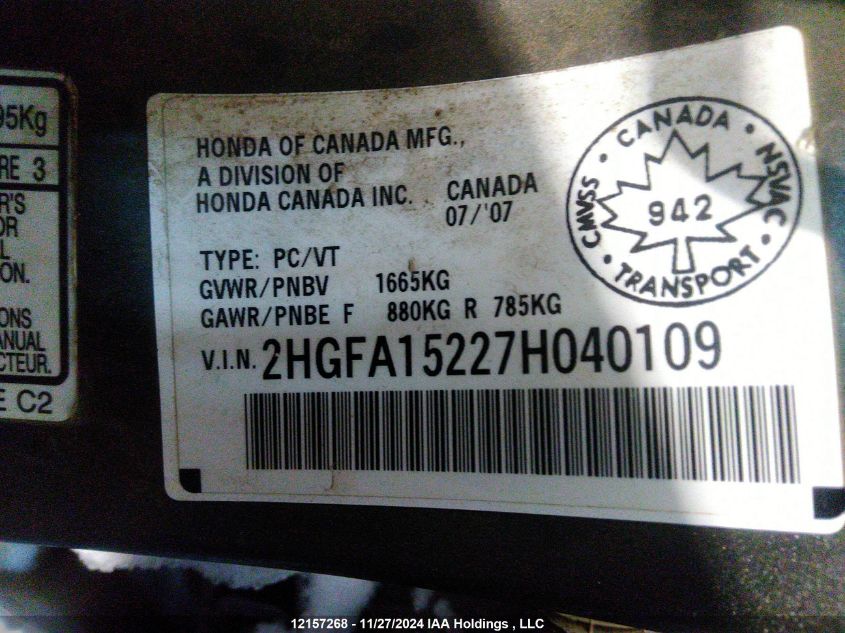 95Kg
RE 3
R'S
OR
L
ON.
ONS
ANUAL
CTEUR.
E C2
HONDA OF CANADA MFG.,
A DIVISION OF
HONDA CANADA INC.
CANADA
07/'07
TYPE: PC/VT
GVWR/PNBV 1665KG
GAWR/PNBE F 880KG R 785KG
V.I.N. 2HGFA15227H040109
• CANADA •
NSVAC
• TRANSPORT •
CMVSS
942
12157268 - 11/27/2024 IAA Holdings , LLC